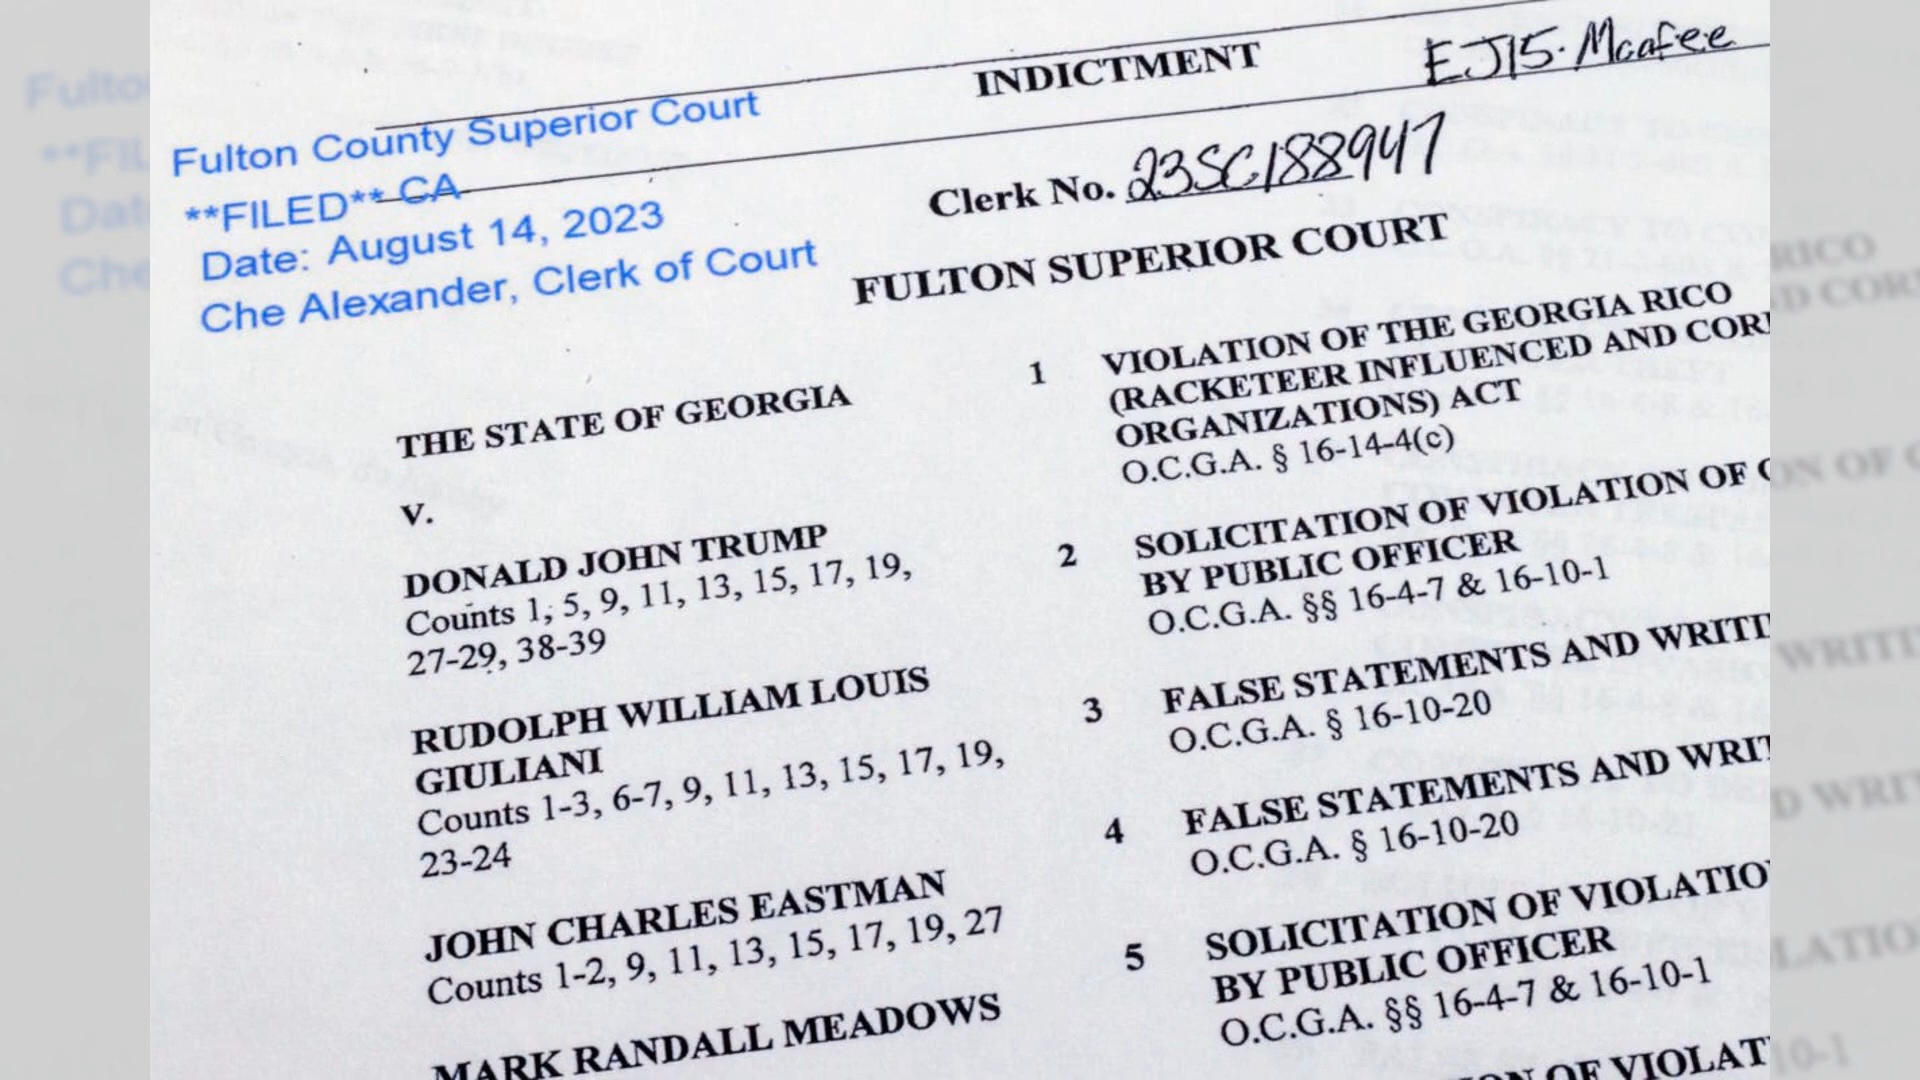 INDICTMENT
EJ15. Mcafee
Fulton County Superior Court
**FILED** CA
Date: August 14, 2023
Che Alexander, Clerk of Court
Clerk No. 23SC188947
FULTON SUPERIOR COURT
THE STATE OF GEORGIA
v.
DONALD JOHN TRUMP
Counts 1, 5, 9, 11, 13, 15, 17, 19,
27-29, 38-39
RUDOLPH WILLIAM LOUIS
GIULIANI
Counts 1-3, 6-7, 9, 11, 13, 15, 17, 19,
23-24
JOHN CHARLES EASTMAN
Counts 1-2, 9, 11, 13, 15, 17, 19, 27
MARK RANDALL MEADOWS
1 VIOLATION OF THE GEORGIA RICO
(RACKETEER INFLUENCED AND COR
ORGANIZATIONS) ACT
O.C.G.A. § 16-14-4(c)
2 SOLICITATION OF VIOLATION OF
BY PUBLIC OFFICER
O.C.G.A. §§ 16-4-7 & 16-10-1
3 FALSE STATEMENTS AND WRITI
O.C.G.A. § 16-10-20
4 FALSE STATEMENTS AND WRIT
O.C.G.A. § 16-10-20
5 SOLICITATION OF VIOLATIO
BY PUBLIC OFFICER
O.C.G.A. §§ 16-4-7 & 16-10-1
OF VIOLAT